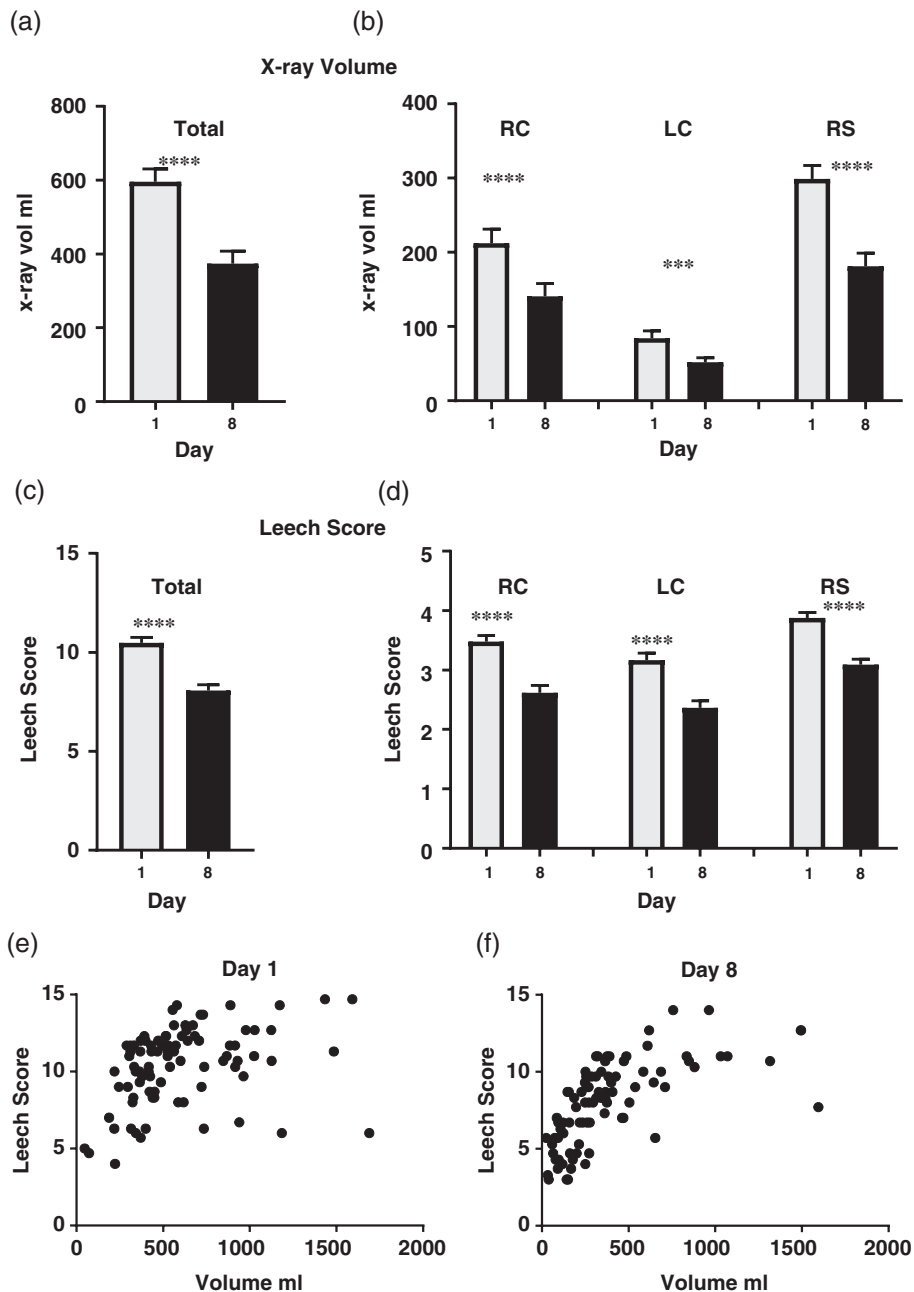 (a)
(b)
X-ray Volume
Total
****
x-ray vol ml
800
600
400
200
0
1 8
Day
RC LC RS
****
***
****
x-ray vol ml
400
300
200
100
0
1 8 1 8 1 8
Day
(c)
(d)
Leech Score
Total
****
Leech Score
15
10
5
0
1 8
Day
RC LC RS
**** **** ****
Leech Score
5
4
3
2
1
0
1 8 1 8 1 8
Day
(e)
(f)
Day 1
Leech Score
15
10
5
0
0 500 1000 1500 2000
Volume ml
Day 8
Leech Score
15
10
5
0
0 500 1000 1500 2000
Volume ml